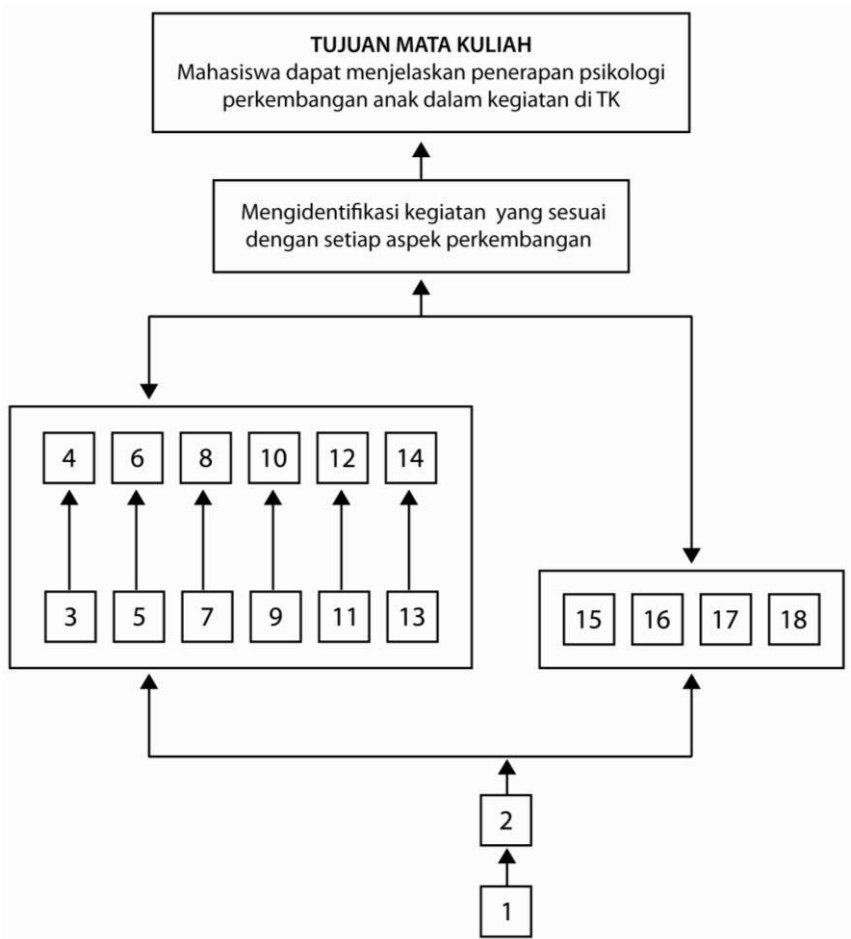 TUJUAN MATA KULIAH
Mahasiswa dapat menjelaskan penerapan psikologi
perkembangan anak dalam kegiatan di TK
Mengidentifikasi kegiatan yang sesuai
dengan setiap aspek perkembangan
4 6 8 10 12 14
3 5 7 9 11 13
15 16 17 18
2
1